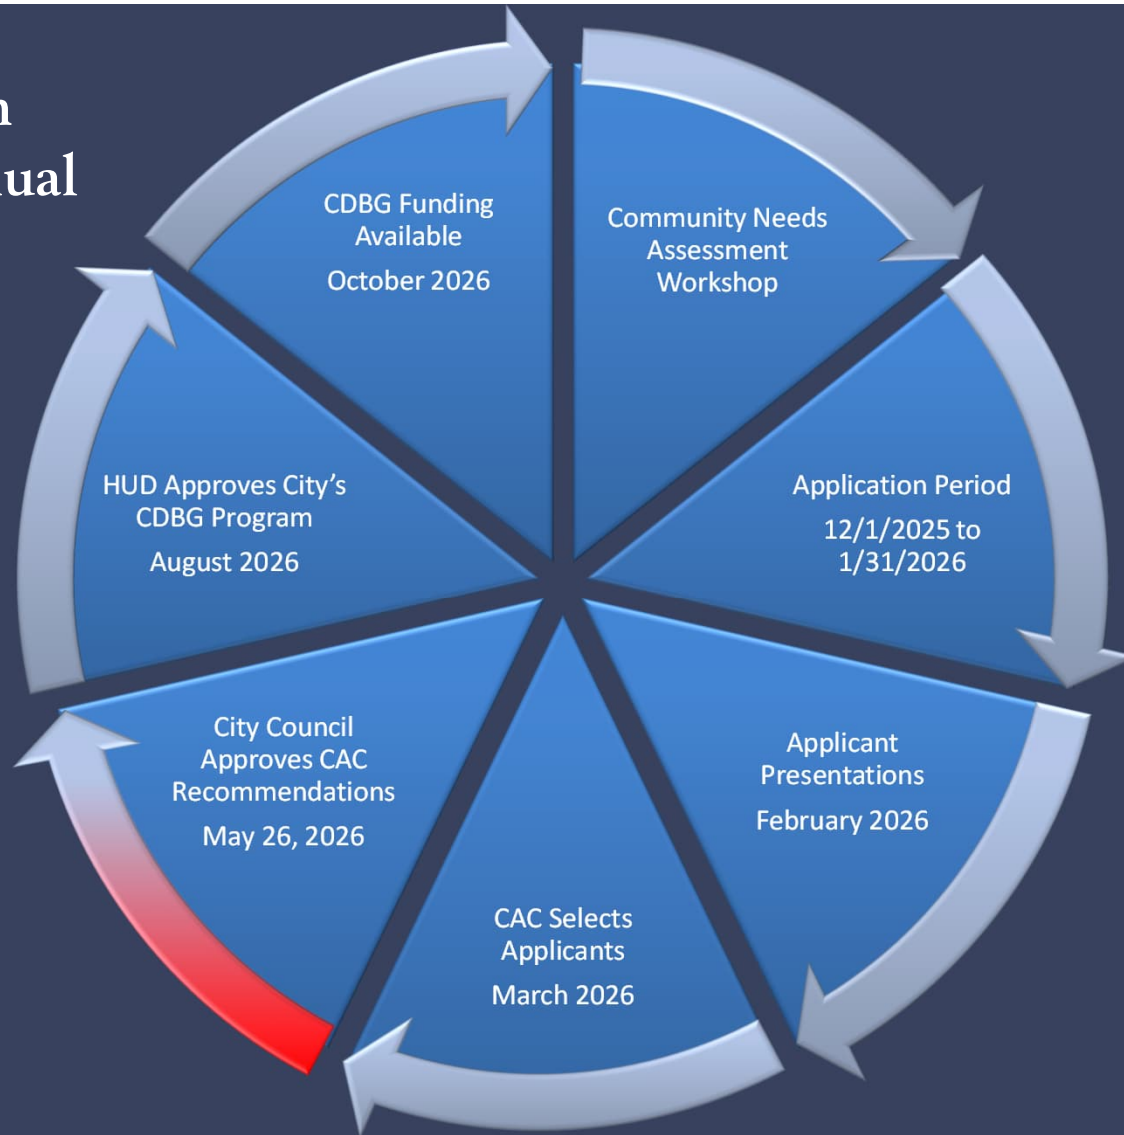 ual
CDBG Funding
Available
October 2026
Community Needs
Assessment
Workshop
Application Period
12/1/2025 to
1/31/2026
Applicant
Presentations
February 2026
CAC Selects
Applicants
March 2026
City Council
Approves CAC
Recommendations
May 26, 2026
HUD Approves City’s
CDBG Program
August 2026